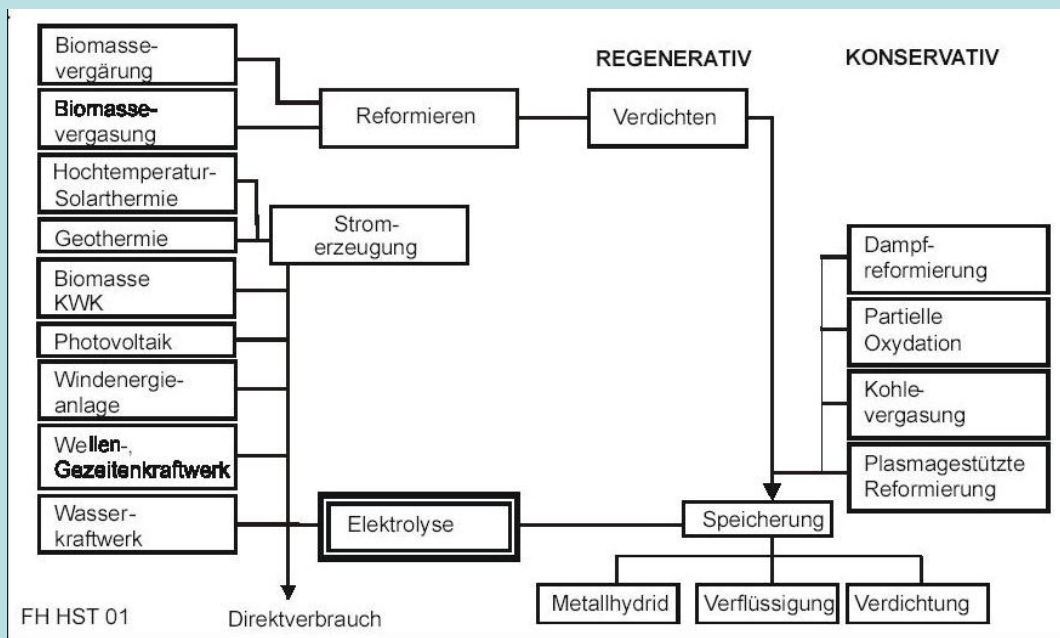 Biomasse-
vergärung
Biomasse-
vergasung
Hochtemperatur-
Solarthermie
Geothermie
Biomasse
KWK
Photovoltaik
Windenergie-
anlage
Wellen-,
Gezeitenkraftwerk
Wasser-
kraftwerk
FH HST 01
Reformieren
Strom-
erzeugung
Elektrolyse
Direktverbrauch
REGENERATIV
Verdichten
Speicherung
Metallhydrid
Verflüssigung
Verdichtung
KONSERVATIV
Dampf-
reformierung
Partielle
Oxydation
Kohle-
vergasung
Plasmagestützte
Reformierung